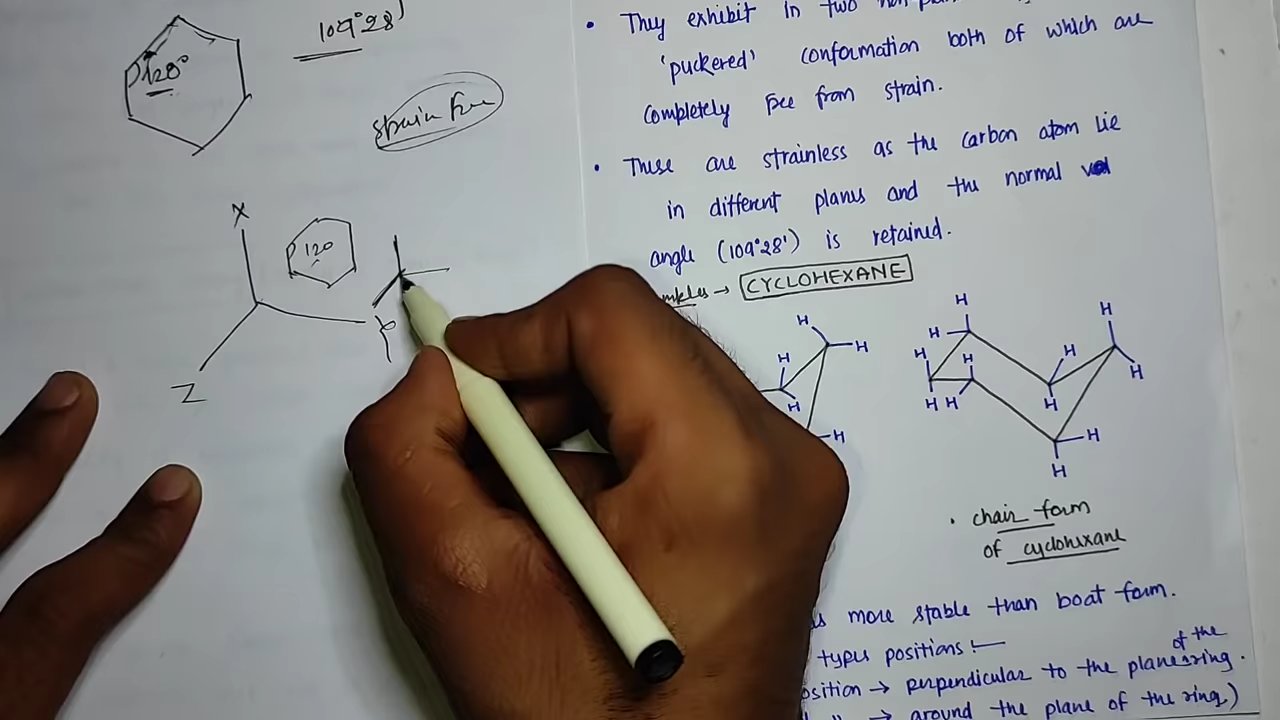 109°28'
120°
strain free
X
120
y
Z
• They exhibit in two
'puckered' conformation both of which are
completely free from strain.
• These are strainless as the carbon atom lie
in different planes and the normal
angle (109°28') is retained.
→ CYCLOHEXANE
H
H H
H
H
H
H H
H H H
H H
H H
H
H
H
• chair form
of cyclohexane
more stable than boat form.
types positions :—
of the
→ perpendicular to the plane ring.
" → around the plane of the ring)